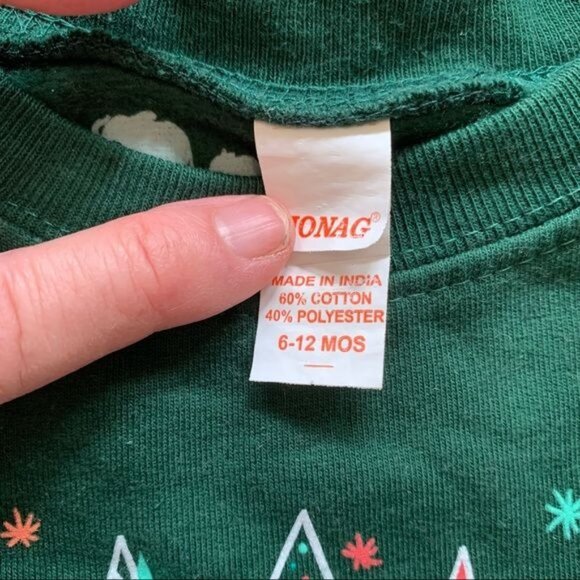 MADE IN INDIA
60% COTTON
40% POLYESTER
6-12 MOS